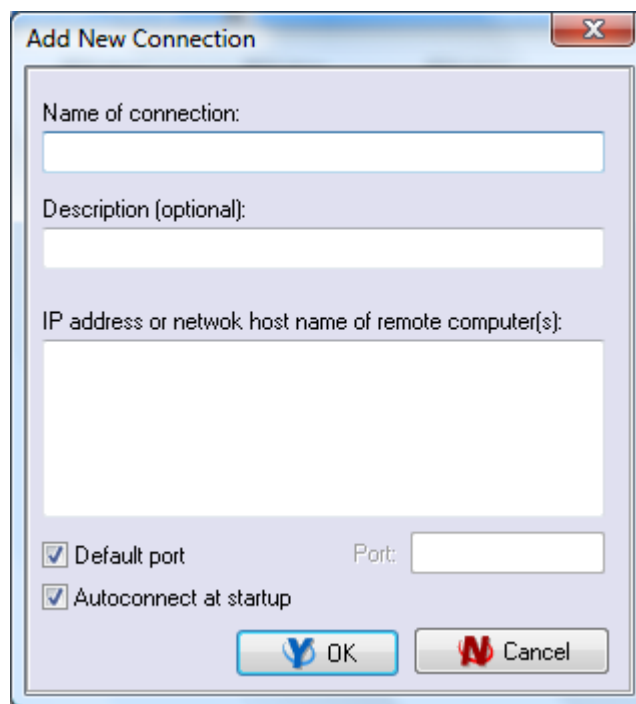 Add New Connection
Name of connection:
Description (optional):
IP address or netwok host name of remote computer(s):
Default port
Port:
Autoconnect at startup
OK
Cancel